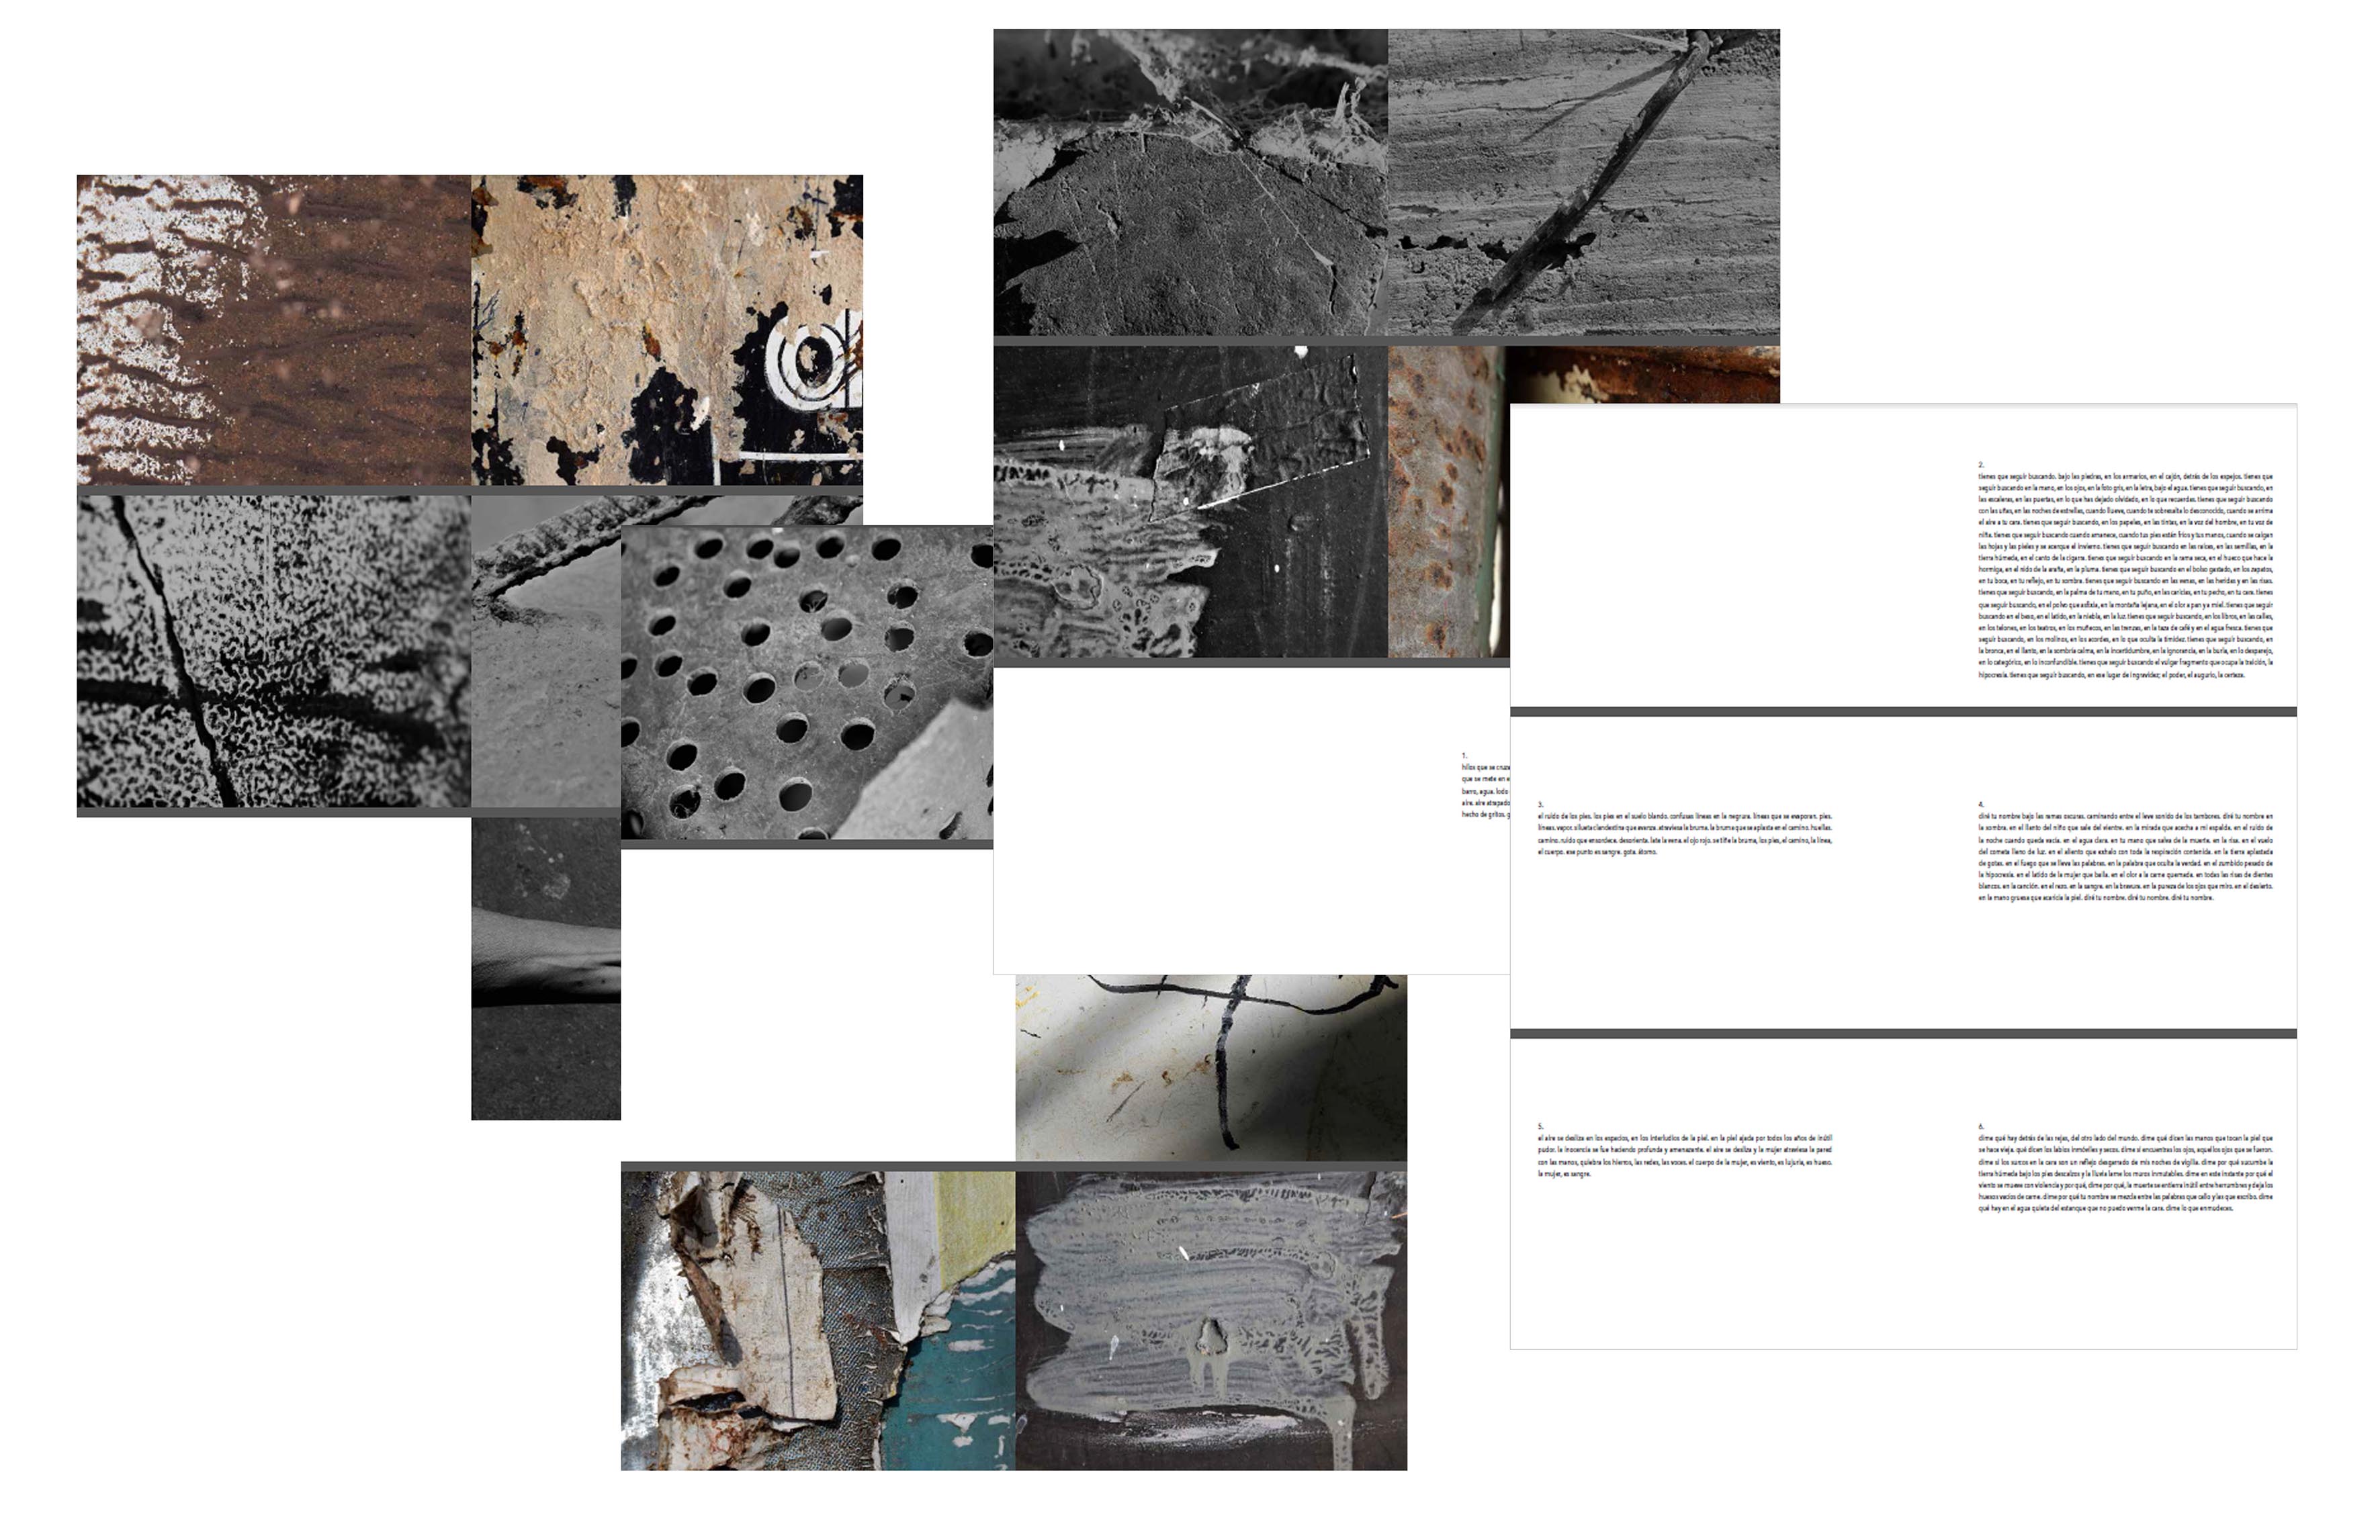 1.
hilos que se cruza
que se mete en e
barro, agua. lodo
aire. aire atrapado
hecho de gritos. g
2.
tienes que seguir buscando. bajo las piedras, en los armarios, en el cajón, detrás de los espejos. tienes que
seguir buscando en la mano, en los ojos, en la foto gris, en la letra, bajo el agua. tienes que seguir buscando, en
las escaleras, en las puertas, en lo que has dejado olvidado, en lo que recuerdas. tienes que seguir buscando
con las uñas, en las noches de estrellas, cuando llueve, cuando te sobresalta lo desconocido, cuando se arrima
el aire a tu cara. tienes que seguir buscando, en los papeles, en las tintas, en la voz del hombre, en tu voz de
niña. tienes que seguir buscando cuando amanece, cuando tus pies están fríos y tus manos, cuando se caigan
las hojas y las pieles y se acerque el invierno. tienes que seguir buscando en las raíces, en las semillas, en la
tierra húmeda, en el canto de la cigarra. tienes que seguir buscando en la rama seca, en el hueco que hace la
hormiga, en el nido de la araña, en la pluma. tienes que seguir buscando en el bolso gastado, en los zapatos,
en tu boca, en tu reflejo, en tu sombra. tienes que seguir buscando en las venas, en las heridas y en las risas.
tienes que seguir buscando, en la palma de tu mano, en tu puño, en las caricias, en tu pecho, en tu cara. tienes
que seguir buscando, en el polvo que asfixia, en la montaña lejana, en el olor a pan y a miel. tienes que seguir
buscando en el beso, en el latido, en la niebla, en la luz. tienes que seguir buscando, en los libros, en las calles,
en los telones, en los teatros, en los muñecos, en las trenzas, en la taza de café y en el agua fresca. tienes que
seguir buscando, en los molinos, en los acordes, en lo que oculta la timidez. tienes que seguir buscando, en
la bronca, en el llanto, en la sombría calma, en la incertidumbre, en la ignorancia, en la burla, en lo desparejo,
en lo categórico, en lo inconfundible. tienes que seguir buscando el vulgar fragmento que ocupa la traición, la
hipocresía. tienes que seguir buscando, en ese lugar de ingravidez; el poder, el augurio, la certeza.
3.
el ruido de los pies. los pies en el suelo blando. confusas líneas en la negrura. líneas que se evaporan. pies.
líneas. vapor. silueta clandestina que avanza. atraviesa la bruma. la bruma que se aplasta en el camino. huellas.
camino. ruido que ensordece. desorienta. late la vena. el ojo rojo. se tiñe la bruma, los pies, el camino, la línea,
el cuerpo. ese punto es sangre. gota. átomo.
4.
diré tu nombre bajo las ramas oscuras. caminando entre el leve sonido de los tambores. diré tu nombre en
la sombra. en el llanto del niño que sale del vientre. en la mirada que acecha a mi espalda. en el ruido de
la noche cuando queda vacía. en el agua clara. en tu mano que salva de la muerte. en la risa. en el vuelo
del cometa lleno de luz. en el aliento que exhalo con toda la respiración contenida. en la tierra aplastada
de gotas. en el fuego que se lleva las palabras. en la palabra que oculta la verdad. en el zumbido pesado de
la hipocresía. en el latido de la mujer que baila. en el olor a la carne quemada. en todas las risas de dientes
blancos. en la canción. en el rezo. en la sangre. en la bravura. en la pureza de los ojos que miro. en el desierto.
en la mano gruesa que acaricia la piel. diré tu nombre. diré tu nombre. diré tu nombre.
5.
el aire se desliza en los espacios, en los interludios de la piel. en la piel ajada por todos los años de inútil
pudor. la inocencia se fue haciendo profunda y amenazante. el aire se desliza y la mujer atraviesa la pared
con las manos, quiebra los hierros, las redes, las voces. el cuerpo de la mujer, es viento, es lujuria, es hueso.
la mujer, es sangre.
6.
dime qué hay detrás de las rejas, del otro lado del mundo. dime qué dicen las manos que tocan la piel que
se hace vieja. qué dicen los labios inmóviles y secos. dime si encuentras los ojos, aquellos ojos que se fueron.
dime si los surcos en la cara son un reflejo desgarrado de mis noches de vigilia. dime por qué sucumbe la
tierra húmeda bajo los pies descalzos y la lluvia lame los muros inmutables. dime en este instante por qué el
viento se mueve con violencia y por qué, dime por qué, la muerte se entierra inútil entre herrumbres y deja los
huesos vacíos de carne. dime por qué tu nombre se mezcla entre las palabras que callo y las que escribo. dime
qué hay en el agua quieta del estanque que no puedo verme la cara. dime lo que enmudeces.